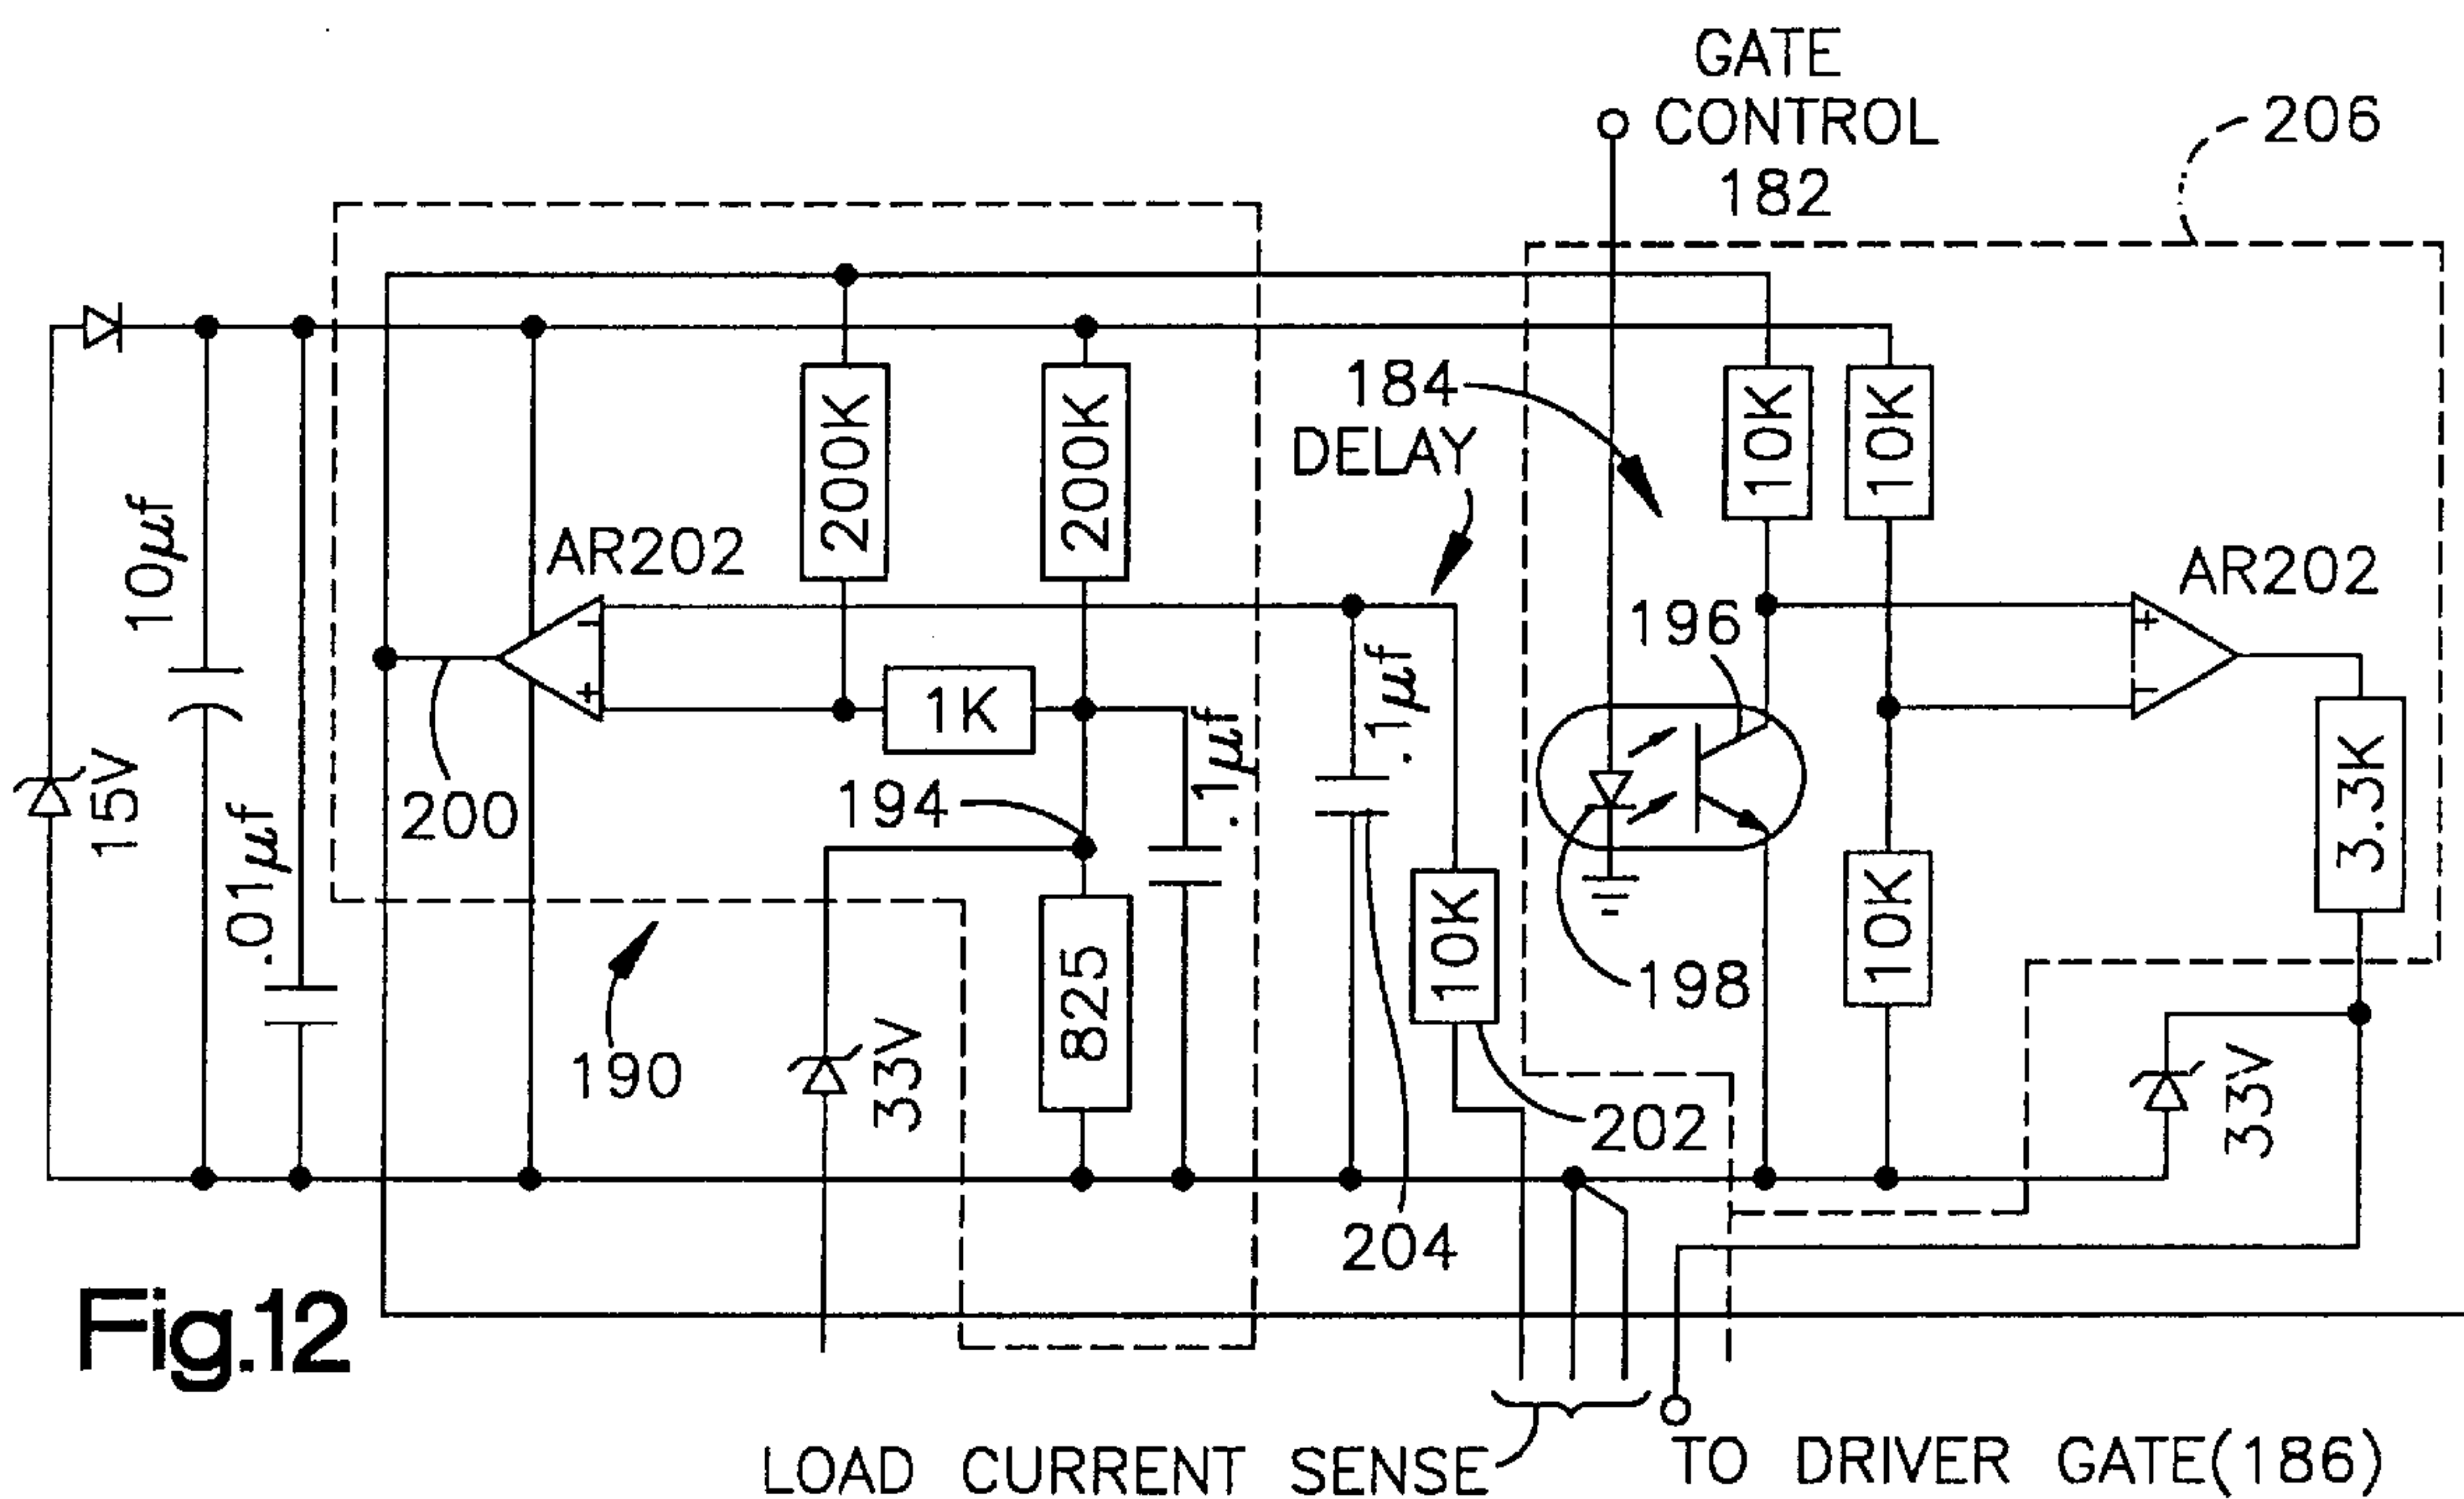 GATE
CONTROL
182
206
184
DELAY
10K
10K
200K
200K
10µf
AR202
AR202
196
−
+
+
−
1K
.1µf
.1µf
3.3K
15V
200
194
.01µf
825
10K
198
10K
190
33V
202
33V
204
Fig.12
LOAD CURRENT SENSE
TO DRIVER GATE(186)